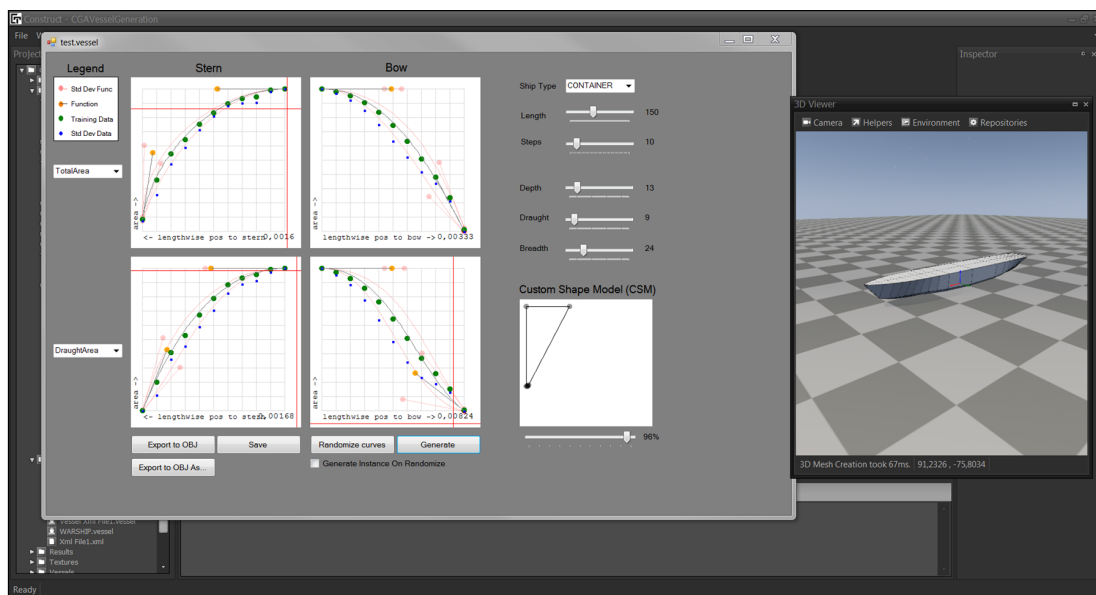 Construct - CGAVesselGeneration
File
test.vessel
Inspector
Legend
Stern
Bow
Std Dev Func
Function
Training Data
Std Dev Data
TotalArea
area ->
<- lengthwise pos to stern 0,0016
area ->
lengthwise pos to bow -> 0,00333
DraughtArea
area ->
<- lengthwise pos to stern 0,00168
area ->
lengthwise pos to bow -> 0,00824
Export to OBJ
Save
Randomize curves
Generate
Export to OBJ As...
Generate Instance On Randomize
Ship Type
CONTAINER
Length
150
Steps
10
Depth
13
Draught
9
Breadth
24
Custom Shape Model (CSM)
96%
3D Viewer
Camera
Helpers
Environment
Repositories
3D Mesh Creation took 67ms.
91,2326 , -75,8034
Vessel Xml File1.vessel
WARSHIP.vessel
Xml File1.xml
Results
Textures
Vessels
Ready